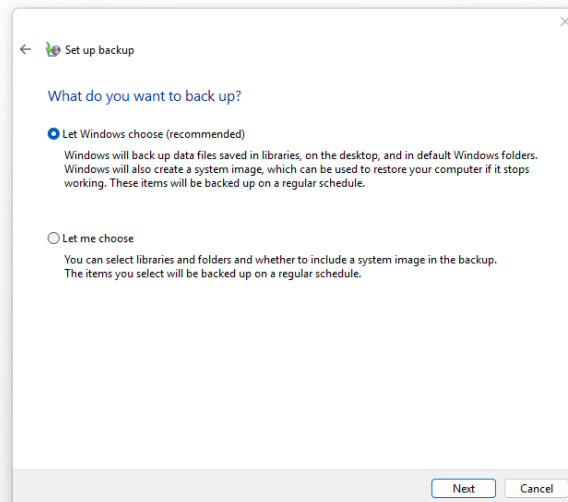 Set up backup
What do you want to back up?
Let Windows choose (recommended)
Windows will back up data files saved in libraries, on the desktop, and in default Windows folders.
Windows will also create a system image, which can be used to restore your computer if it stops
working. These items will be backed up on a regular schedule.
Let me choose
You can select libraries and folders and whether to include a system image in the backup.
The items you select will be backed up on a regular schedule.
Next
Cancel